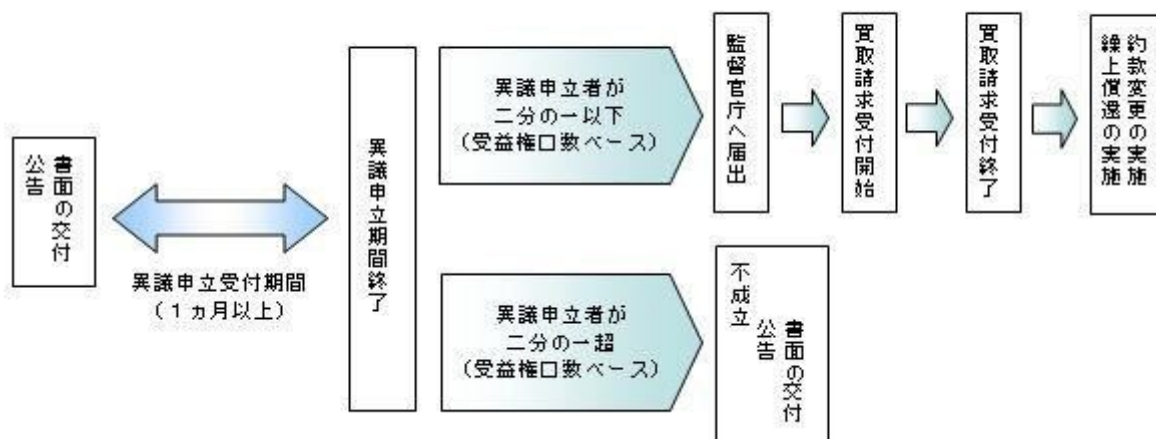 書面の交付
公告
異議申立受付期間
（１ヵ月以上）
異議申立期間終了
異議申立者が
二分の一以下
（受益権口数ベース）
監督官庁へ届出
買取請求受付開始
買取請求受付終了
約款変更の実施
繰上償還の実施
異議申立者が
二分の一超
（受益権口数ベース）
不成立
書面の交付
公告